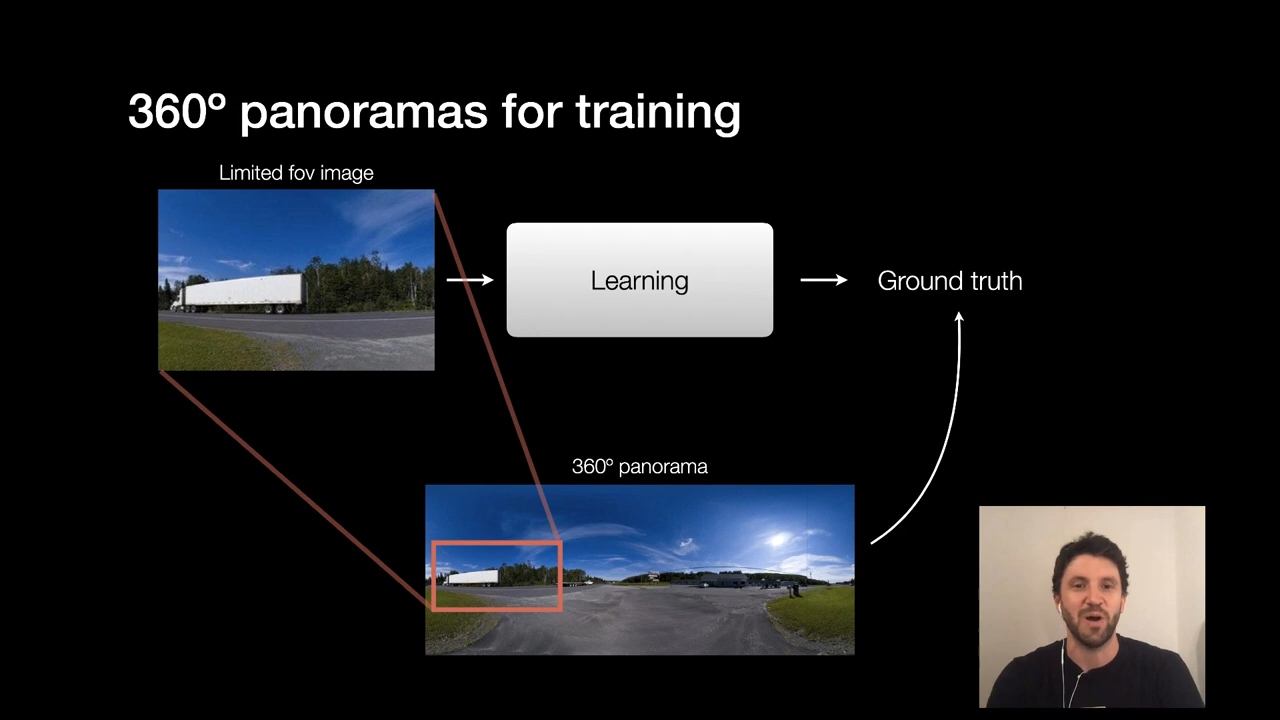 360º panoramas for training
Limited fov image
Learning
Ground truth
360º panorama